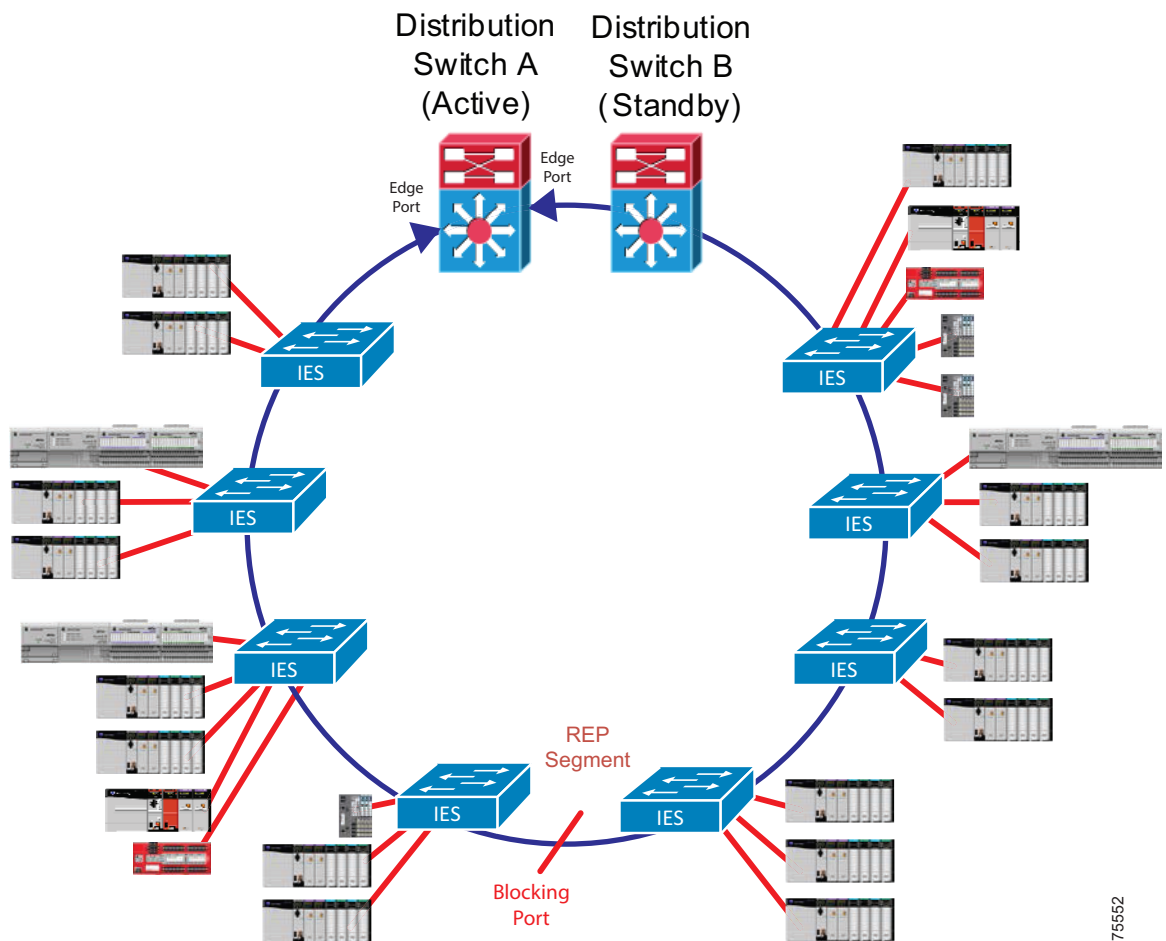 Distribution
Switch A
(Active)
Distribution
Switch B
(Standby)
Edge
Port
Edge
Port
IES
IES
IES
IES
IES
IES
IES
IES
REP
Segment
Blocking
Port
75552